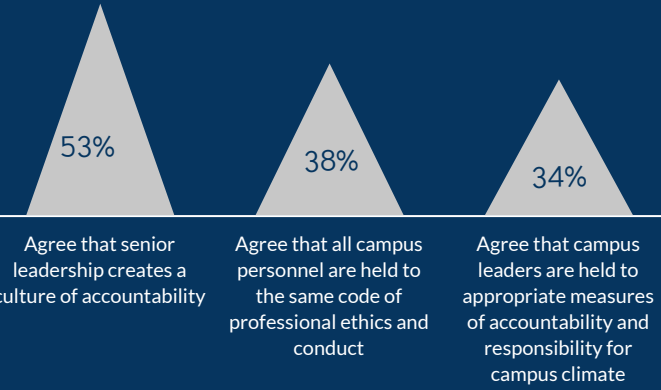 53%
38%
34%
Agree that senior
leadership creates a
culture of accountability
Agree that all campus
personnel are held to
the same code of
professional ethics and
conduct
Agree that campus
leaders are held to
appropriate measures
of accountability and
responsibility for
campus climate